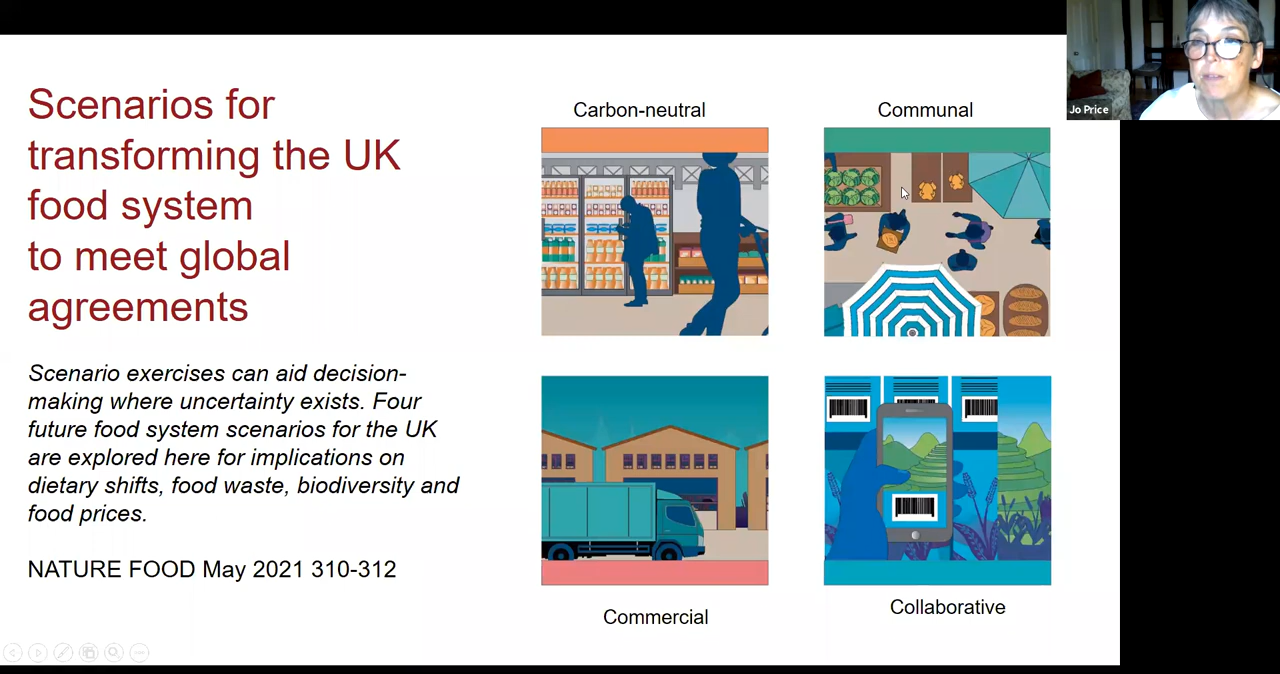 Jo Price
Scenarios for
transforming the UK
food system
to meet global
agreements
Scenario exercises can aid decision-
making where uncertainty exists. Four
future food system scenarios for the UK
are explored here for implications on
dietary shifts, food waste, biodiversity and
food prices.
NATURE FOOD May 2021 310-312
Carbon-neutral
Communal
Commercial
Collaborative